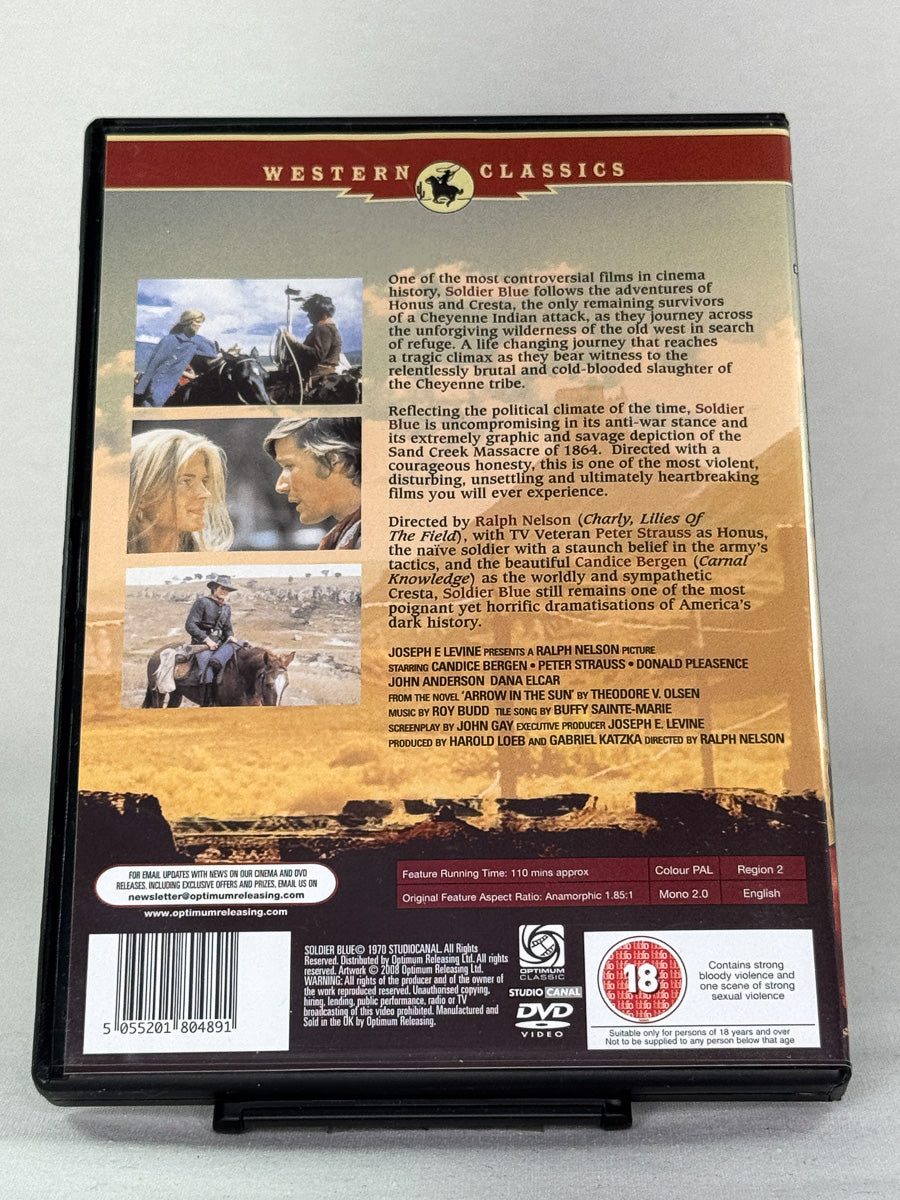 WESTERN CLASSICS
One of the most controversial films in cinema
history, Soldier Blue follows the adventures of
Honus and Cresta, the only remaining survivors
of a Cheyenne Indian attack, as they journey across
the unforgiving wilderness of the old west in search
of refuge. A life changing journey that reaches
a tragic climax as they bear witness to the
relentlessly brutal and cold-blooded slaughter of
the Cheyenne tribe.
Reflecting the political climate of the time, Soldier
Blue is uncompromising in its anti-war stance and
its extremely graphic and savage depiction of the
Sand Creek Massacre of 1864. Directed with a
courageous honesty, this is one of the most violent,
disturbing, unsettling and ultimately heartbreaking
films you will ever experience.
Directed by Ralph Nelson (Charly, Lilies Of
The Field), with TV Veteran Peter Strauss as Honus,
the naïve soldier with a staunch belief in the army's
tactics, and the beautiful Candice Bergen (Carnal
Knowledge) as the worldly and sympathetic
Cresta, Soldier Blue still remains one of the most
poignant yet horrific dramatisations of America's
dark history.
JOSEPH E LEVINE PRESENTS A RALPH NELSON PICTURE
STARRING CANDICE BERGEN • PETER STRAUSS • DONALD PLEASENCE
JOHN ANDERSON DANA ELCAR
FROM THE NOVEL 'ARROW IN THE SUN' BY THEODORE V. OLSEN
MUSIC BY ROY BUDD TILE SONG BY BUFFY SAINTE-MARIE
SCREENPLAY BY JOHN GAY EXECUTIVE PRODUCER JOSEPH E. LEVINE
PRODUCED BY HAROLD LOEB AND GABRIEL KATZKA DIRECTED BY RALPH NELSON
FOR EMAIL UPDATES WITH NEWS ON OUR CINEMA AND DVD
RELEASES, INCLUDING EXCLUSIVE OFFERS AND PRIZES, EMAIL US ON
newsletter@optimumreleasing.com
www.optimumreleasing.com
Feature Running Time: 110 mins approx
Colour PAL
Region 2
Original Feature Aspect Ratio: Anamorphic 1.85:1
Mono 2.0
English
5 055201 804891
SOLDIER BLUE© 1970 STUDIOCANAL. All Rights
Reserved. Distributed by Optimum Releasing Ltd. All rights
reserved. Artwork © 2008 Optimum Releasing Ltd.
WARNING: All rights of the producer and of the owner of
the work reproduced reserved. Unauthorised copying,
hiring, lending, public performance, radio or TV
broadcasting of this video prohibited. Manufactured and
Sold in the UK by Optimum Releasing.
OPTIMUM
CLASSIC
STUDIO CANAL
DVD
VIDEO
18
Contains strong
bloody violence and
one scene of strong
sexual violence
Suitable only for persons of 18 years and over
Not to be supplied to any person below that age